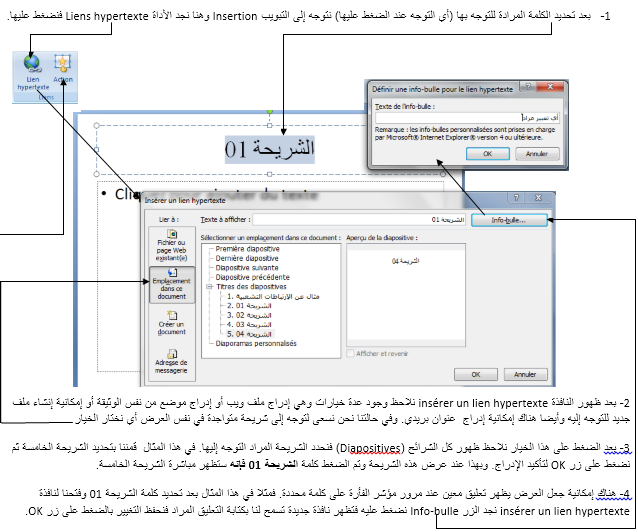 1- بعد تحديد الكلمة المرادة للتوجه بها (أي التوجه عند الضغط عليها) نتوجه إلى التبويب Insertion وهنا نجد الأداة Liens hypertexte فنضغط عليها.
Lien hypertexte
Action
Liens
Définir une info-bulle pour le lien hypertexte
Texte de l'info-bulle :
أي تفسير مراد
Remarque : les info-bulles personnalisées sont prises en charge
par Microsoft® Internet Explorer® version 4 ou ultérieure.
OK
Annuler
الشريحة 01
Insérer un lien hypertexte
Lier à :
Texte à afficher :
الشريحة 01
Info-bulle...
Fichier ou
page Web
existant(e)
Emplacement
dans ce
document
Créer un
document
Adresse de
messagerie
Sélectionner un emplacement dans ce document :
Première diapositive
Dernière diapositive
Diapositive suivante
Diapositive précédente
Titres des diapositives
1. مثال عن الارتباطات التشعبية
2. الشريحة 01
3. الشريحة 02
4. الشريحة 03
5. الشريحة 04
Diaporamas personnalisés
Aperçu de la diapositive :
الشريحة 04
Afficher et revenir
OK
Annuler
2- بعد ظهور النافذة insérer un lien hypertexte نلاحظ وجود عدة خيارات وهي إدراج ملف ويب أو إدراج موضع من نفس الوثيقة أو إمكانية إنشاء ملف
جديد للتوجه إليه وأيضا هناك إمكانية إدراج عنوان بريدي. وفي حالتنا نحن نسعى لتوجه إلى شريحة متواجدة في نفس العرض أي نختار الخيار
3- بعد الضغط على هذا الخيار نلاحظ ظهور كل الشرائح (Diapositives) فنحدد الشريحة المراد التوجه إليها. في هذا المثال قمننا بتحديد الشريحة الخامسة ثم
نضغط على زر OK لتأكيد الإدراج. وبهذا عند عرض هذه الشريحة وتم الضغط كلمة الشريحة 01 فإنه ستظهر مباشرة الشريحة الخامسة.
4- هناك إمكانية جعل العرض يظهر تعليق معين عند مرور مؤشر الفأرة على كلمة محددة. فمثلا في هذا المثال بعد تحديد كلمة الشريحة 01 وفتحنا لنافذة
insérer un lien hypertexte نجد الزر Info-bulle نضغط عليه فتظهر نافذة جديدة تسمح لنا بكتابة التعليق المراد فنحفظ التغيير بالضغط على زر OK.